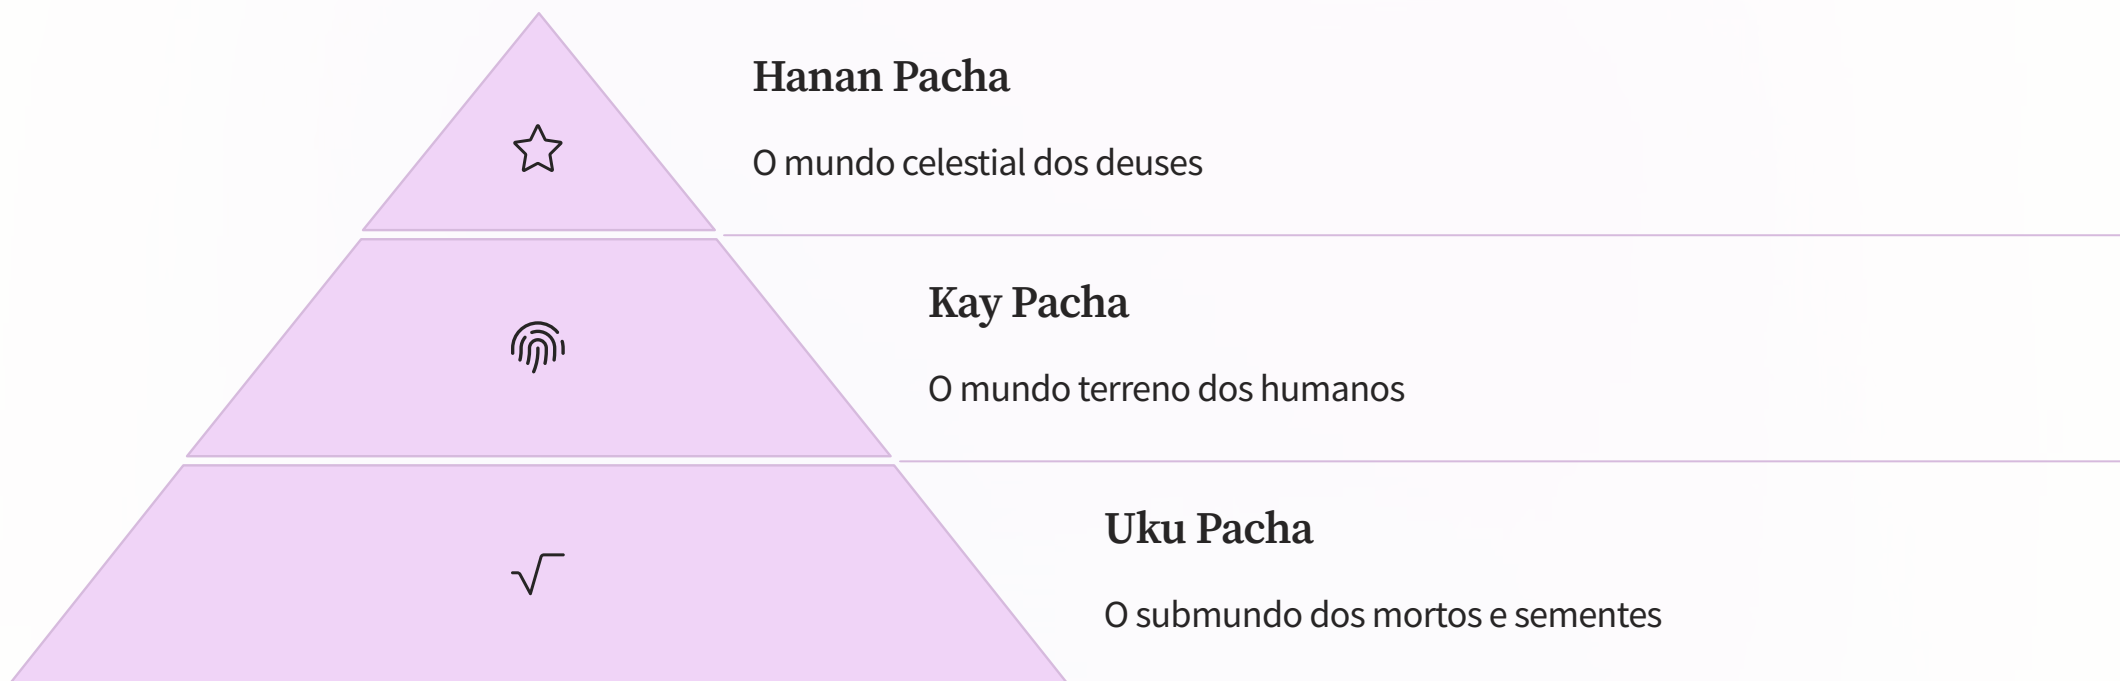 Hanan Pacha
O mundo celestial dos deuses
Kay Pacha
O mundo terreno dos humanos
Uku Pacha
O submundo dos mortos e sementes